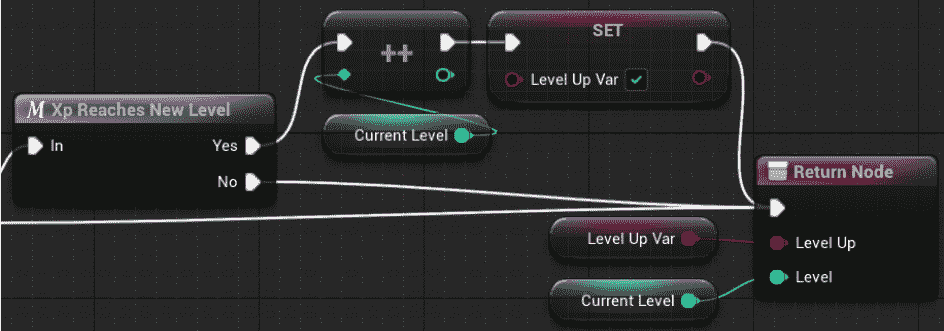 SET
++
Level Up Var
M Xp Reaches New Level
Current Level
In
Yes
No
Return Node
Level Up Var
Level Up
Level
Current Level